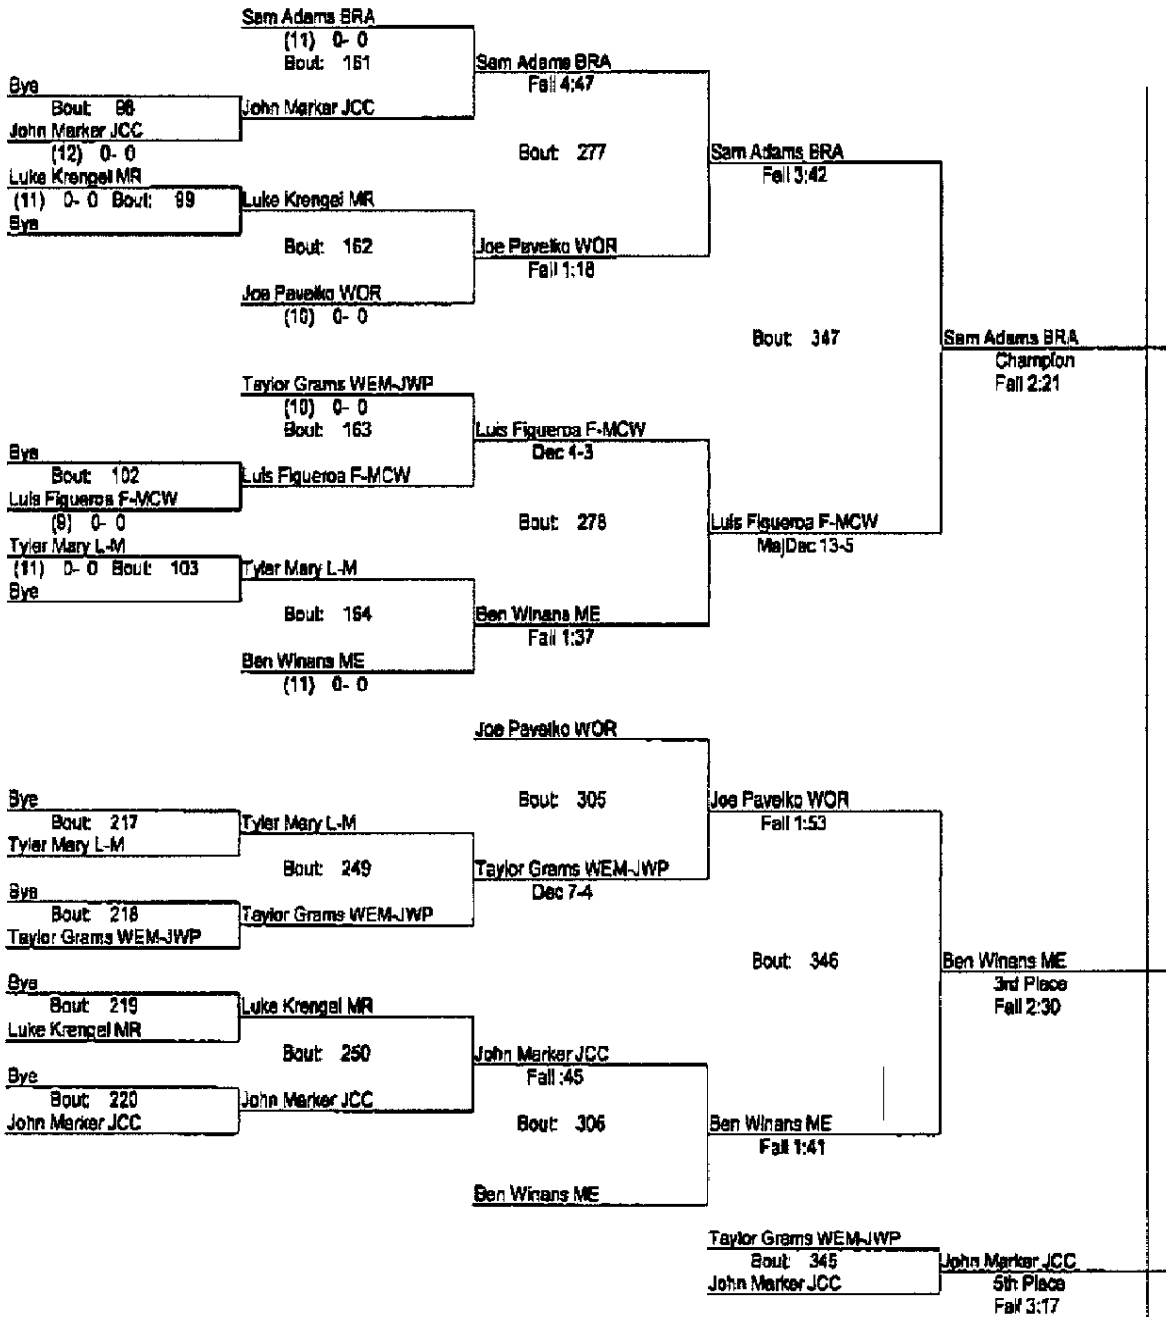 Sam Adams BRA
(11) 0- 0
Bout: 161
Sam Adams BRA
Fall 4:47
Bye
Bout: 98
John Marker JCC
John Marker JCC
(12) 0- 0
Bout: 277
Sam Adams BRA
Fall 3:42
Luke Krengel MR
(11) 0- 0 Bout: 99
Luke Krengel MR
Bye
Bout: 162
Joe Pavelko WOR
Fall 1:18
Joe Pavelko WOR
(10) 0- 0
Bout: 347
Sam Adams BRA
Champion
Fall 2:21
Taylor Grams WEM-JWP
(10) 0- 0
Bout: 163
Luis Figueroa F-MCW
Dec 4-3
Bye
Bout: 102
Luis Figueroa F-MCW
Luis Figueroa F-MCW
(9) 0- 0
Bout: 278
Luis Figueroa F-MCW
MajDec 13-5
Tyler Mary L-M
(11) 0- 0 Bout: 103
Tyler Mary L-M
Bye
Bout: 164
Ben Winans ME
Fall 1:37
Ben Winans ME
(11) 0- 0
Joe Pavelko WOR
Bye
Bout: 217
Tyler Mary L-M
Tyler Mary L-M
Bout: 305
Joe Pavelko WOR
Fall 1:53
Bout: 249
Taylor Grams WEM-JWP
Dec 7-4
Bye
Bout: 218
Taylor Grams WEM-JWP
Taylor Grams WEM-JWP
Bout: 346
Ben Winans ME
3rd Place
Fall 2:30
Bye
Bout: 219
Luke Krengel MR
Luke Krengel MR
Bout: 250
John Marker JCC
Fall :45
Bye
Bout: 220
John Marker JCC
John Marker JCC
Bout: 306
Ben Winans ME
Fall 1:41
Ben Winans ME
Taylor Grams WEM-JWP
Bout: 345
John Marker JCC
John Marker JCC
5th Place
Fall 3:17